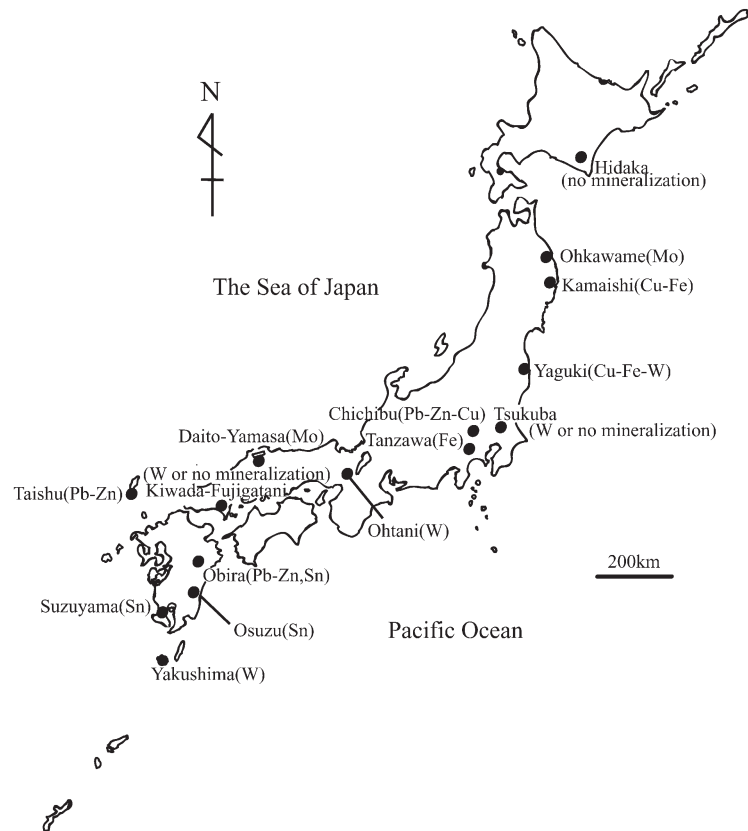 N
Hidaka
(no mineralization)
Ohkawame(Mo)
The Sea of Japan
Kamaishi(Cu-Fe)
Yaguki(Cu-Fe-W)
Chichibu(Pb-Zn-Cu)
Tsukuba
(W or no mineralization)
Daito-Yamasa(Mo)
Tanzawa(Fe)
(W or no mineralization)
Kiwada-Fujigatani
Taishu(Pb-Zn)
Ohtani(W)
200km
Obira(Pb-Zn,Sn)
Suzuyama(Sn)
Osuzu(Sn)
Pacific Ocean
Yakushima(W)